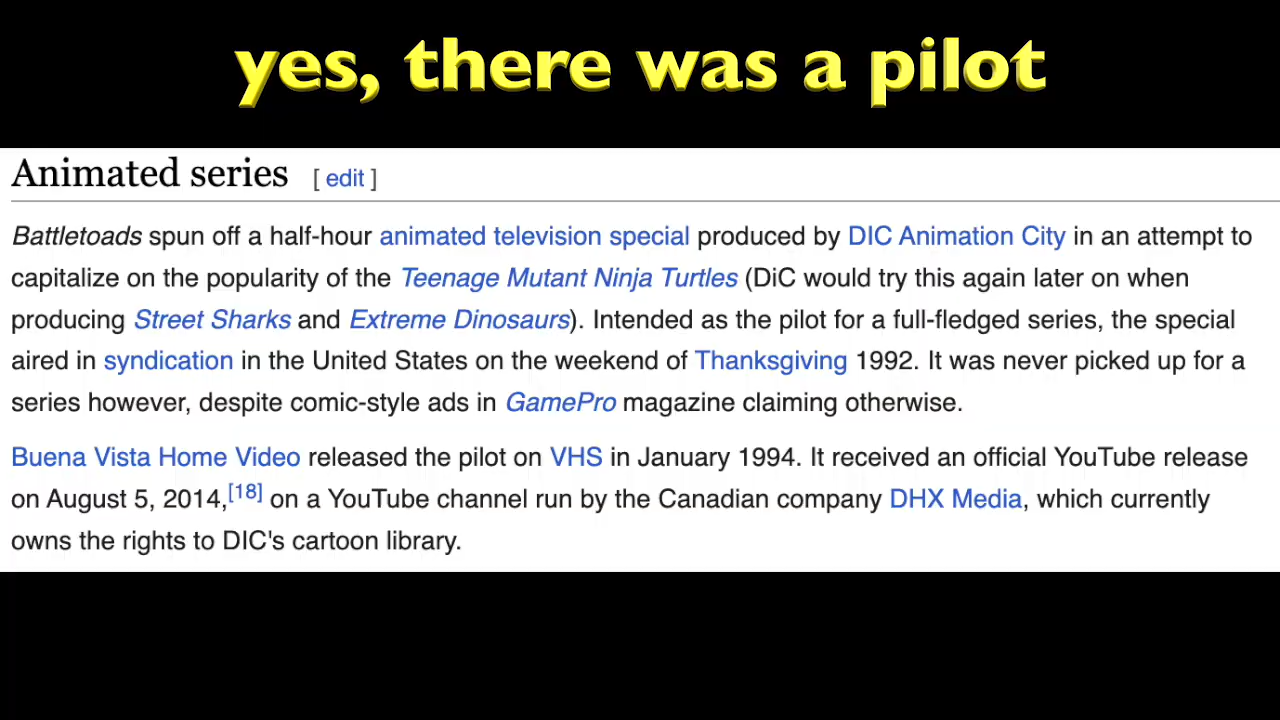 yes, there was a pilot
Animated series [ edit ]
Battletoads spun off a half-hour animated television special produced by DIC Animation City in an attempt to
capitalize on the popularity of the Teenage Mutant Ninja Turtles (DiC would try this again later on when
producing Street Sharks and Extreme Dinosaurs). Intended as the pilot for a full-fledged series, the special
aired in syndication in the United States on the weekend of Thanksgiving 1992. It was never picked up for a
series however, despite comic-style ads in GamePro magazine claiming otherwise.
Buena Vista Home Video released the pilot on VHS in January 1994. It received an official YouTube release
on August 5, 2014,[18] on a YouTube channel run by the Canadian company DHX Media, which currently
owns the rights to DIC's cartoon library.